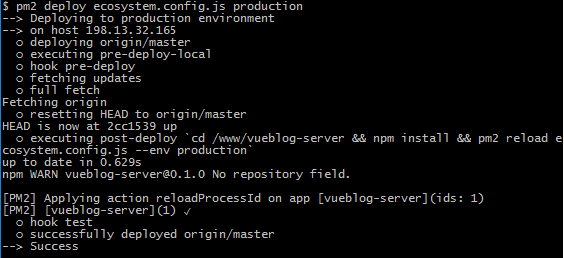 $ pm2 deploy ecosystem.config.js production
--> Deploying to production environment
--> on host 198.13.32.165
  o deploying origin/master
  o executing pre-deploy-local
  o hook pre-deploy
  o fetching updates
  o full fetch
Fetching origin
  o resetting HEAD to origin/master
HEAD is now at 2cc1539 up
  o executing post-deploy `cd /www/vueblog-server && npm install && pm2 reload e
cosystem.config.js --env production`
up to date in 0.629s
npm WARN vueblog-server@0.1.0 No repository field.

[PM2] Applying action reloadProcessId on app [vueblog-server](ids: 1)
[PM2] [vueblog-server](1) ✓
  o hook test
  o successfully deployed origin/master
--> Success